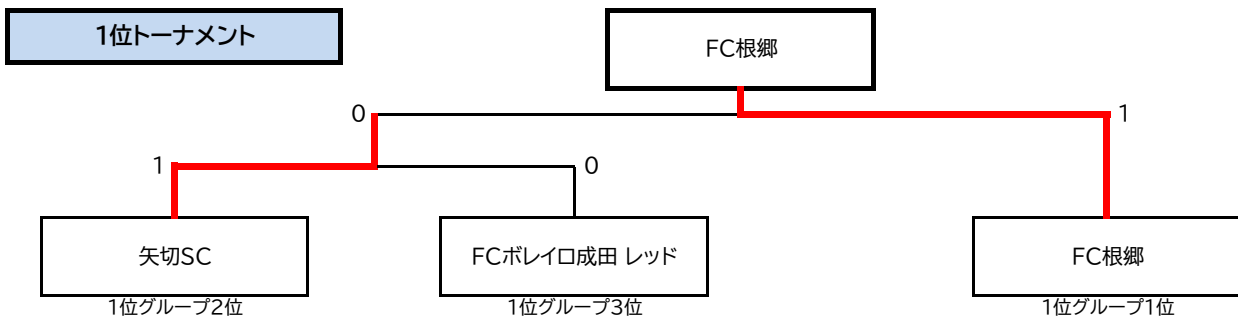 1位トーナメント
FC根郷
0
1
1
0
矢切SC
FCボレイロ成田 レッド
FC根郷
1位グループ2位
1位グループ3位
1位グループ1位